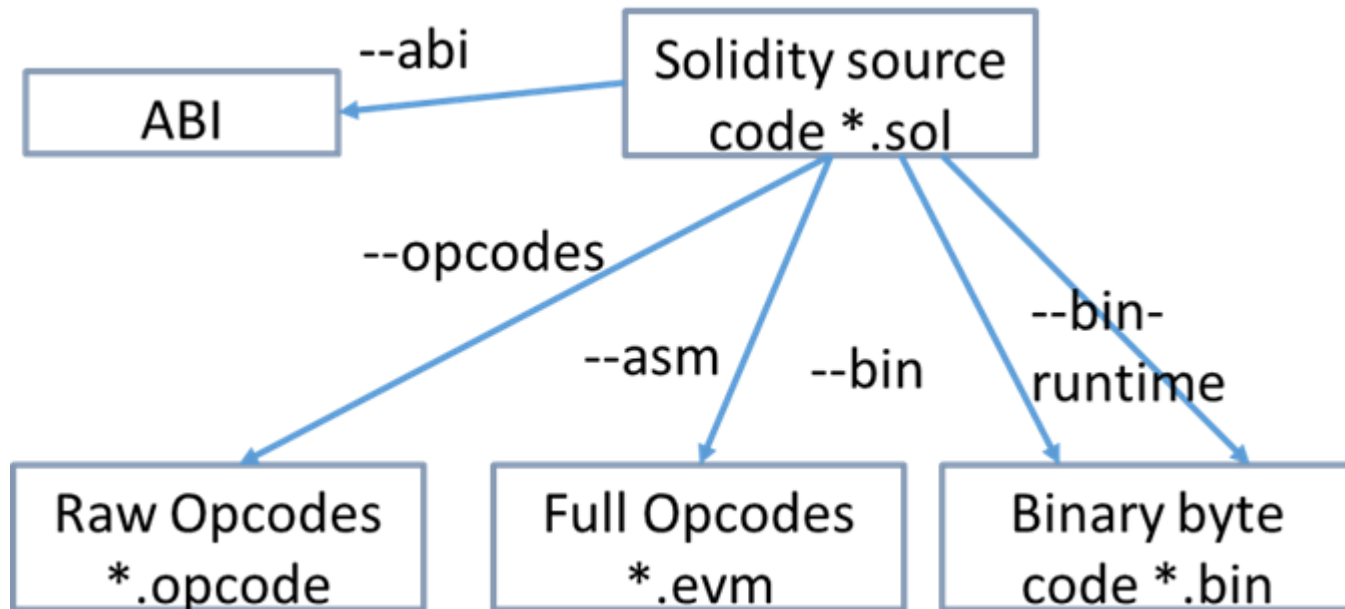 --abi
Solidity source
code *.sol
ABI
--opcodes
--asm
--bin
--bin-
runtime
Raw Opcodes
*.opcode
Full Opcodes
*.evm
Binary byte
code *.bin